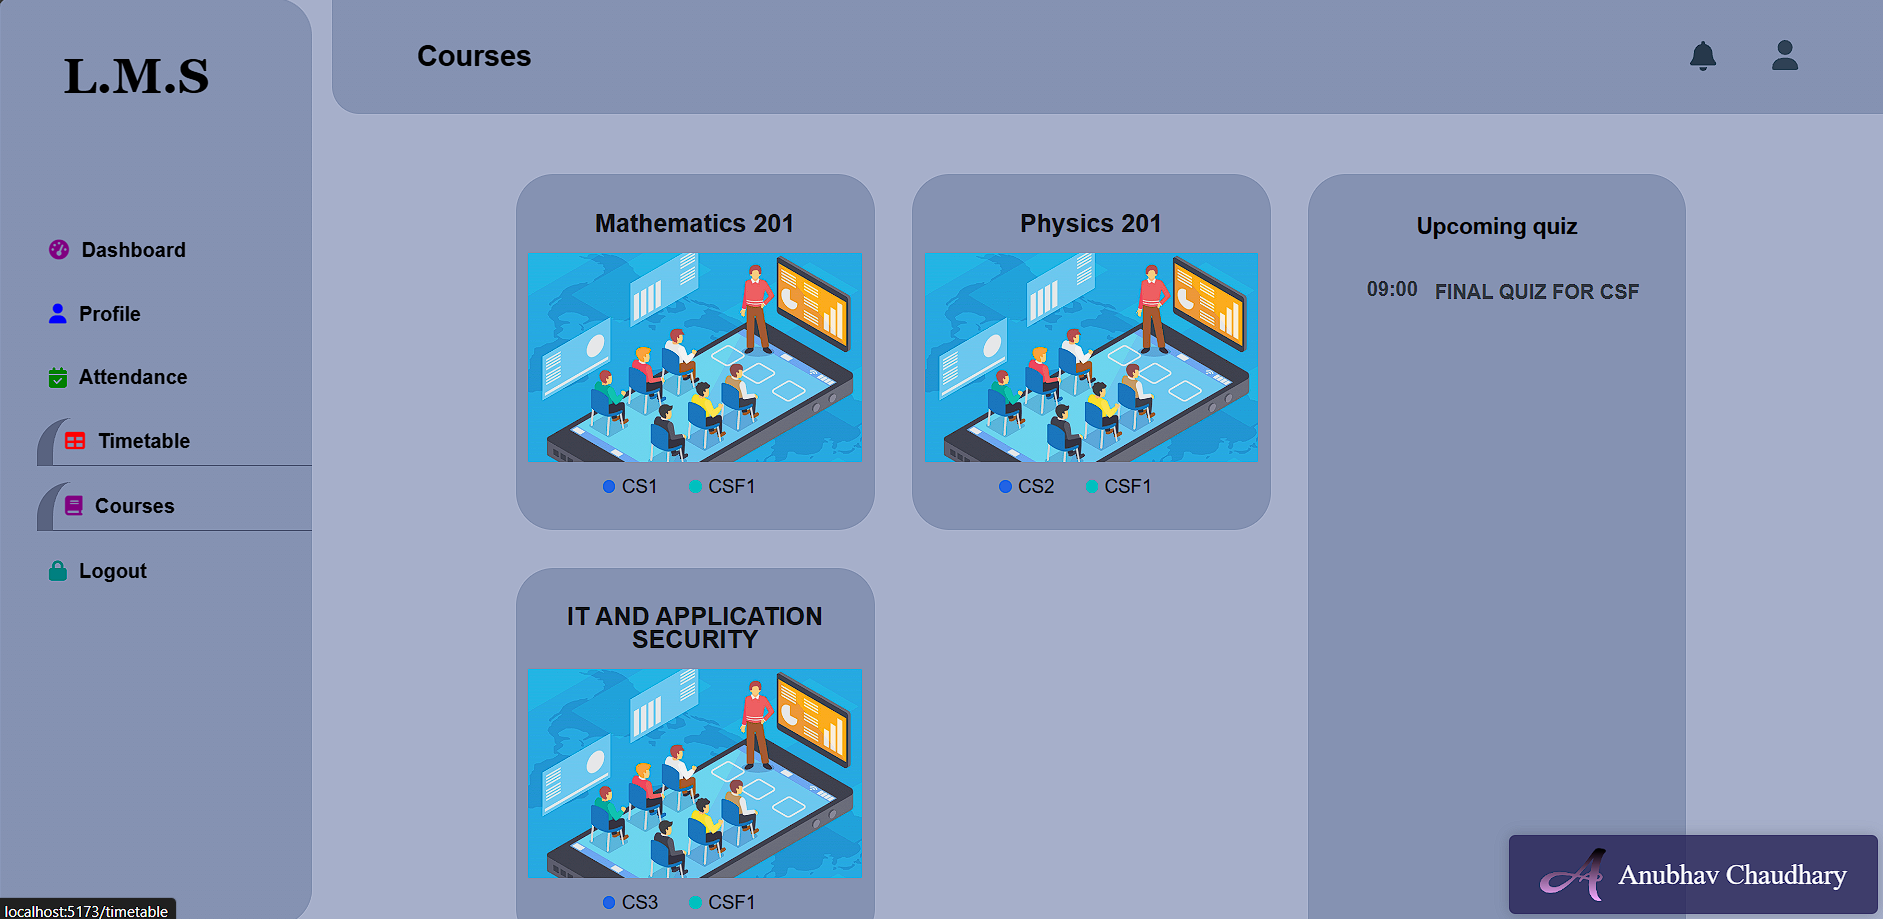 L.M.S
Courses
Dashboard
Profile
Attendance
Timetable
Courses
Logout
Mathematics 201
CS1 CSF1
Physics 201
CS2 CSF1
Upcoming quiz
09:00 FINAL QUIZ FOR CSF
IT AND APPLICATION
SECURITY
CS3 CSF1
Anubhav Chaudhary
localhost:5173/timetable